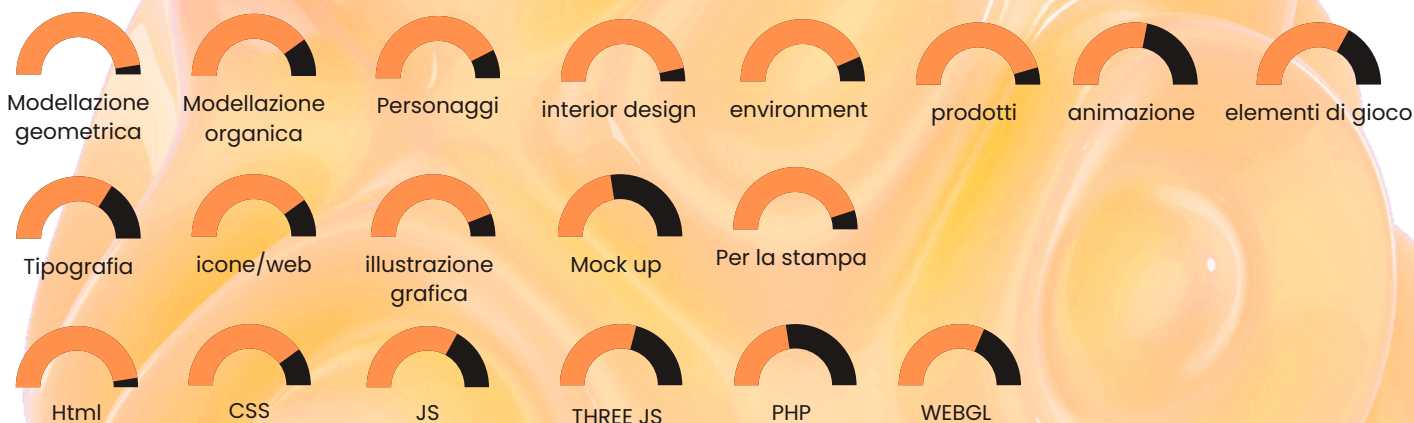 Modellazione
geometrica
Modellazione
organica
Personaggi
interior design
environment
prodotti
animazione
elementi di gioco
Tipografia
icone/web
illustrazione
grafica
Mock up
Per la stampa
Html
CSS
JS
THREE JS
PHP
WEBGL